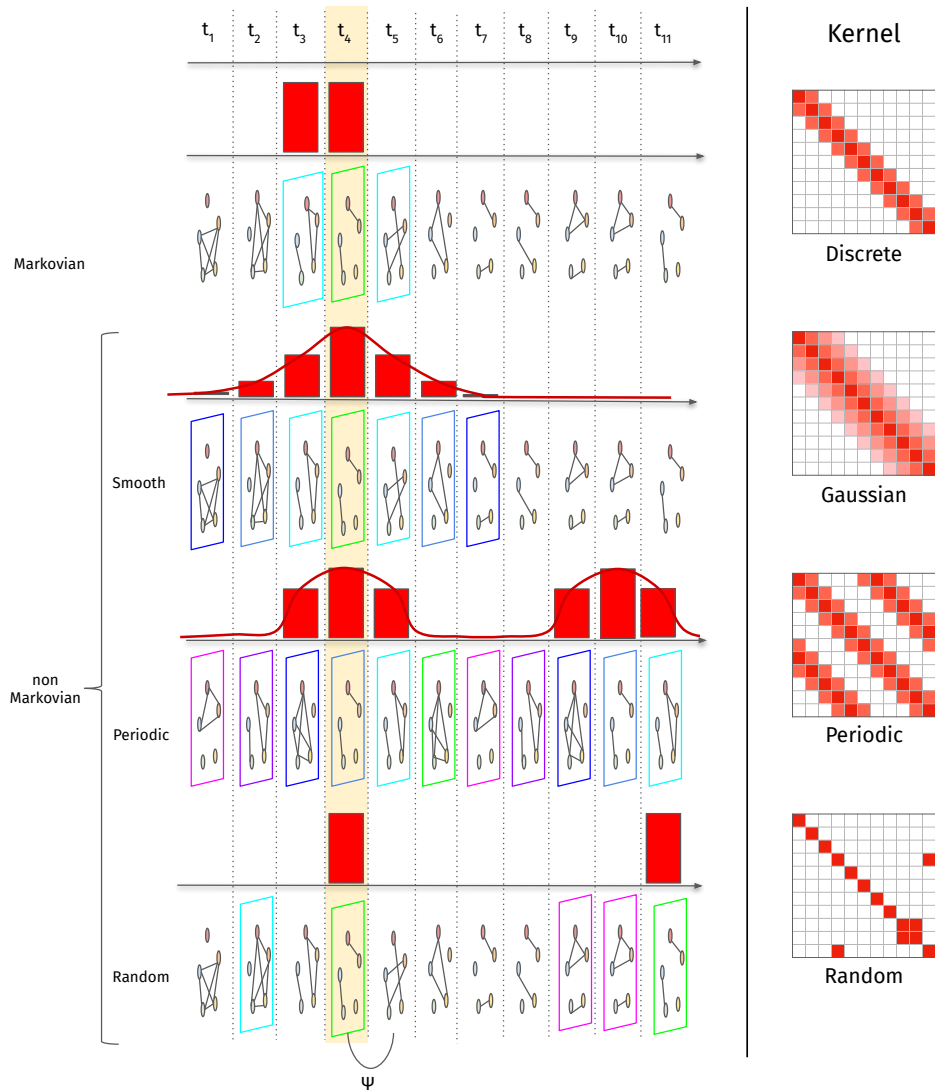 t1 t2 t3 t4 t5 t6 t7 t8 t9 t10 t11
Kernel
Markovian
Discrete
Smooth
Gaussian
non
Markovian
Periodic
Periodic
Random
Random
Ψ